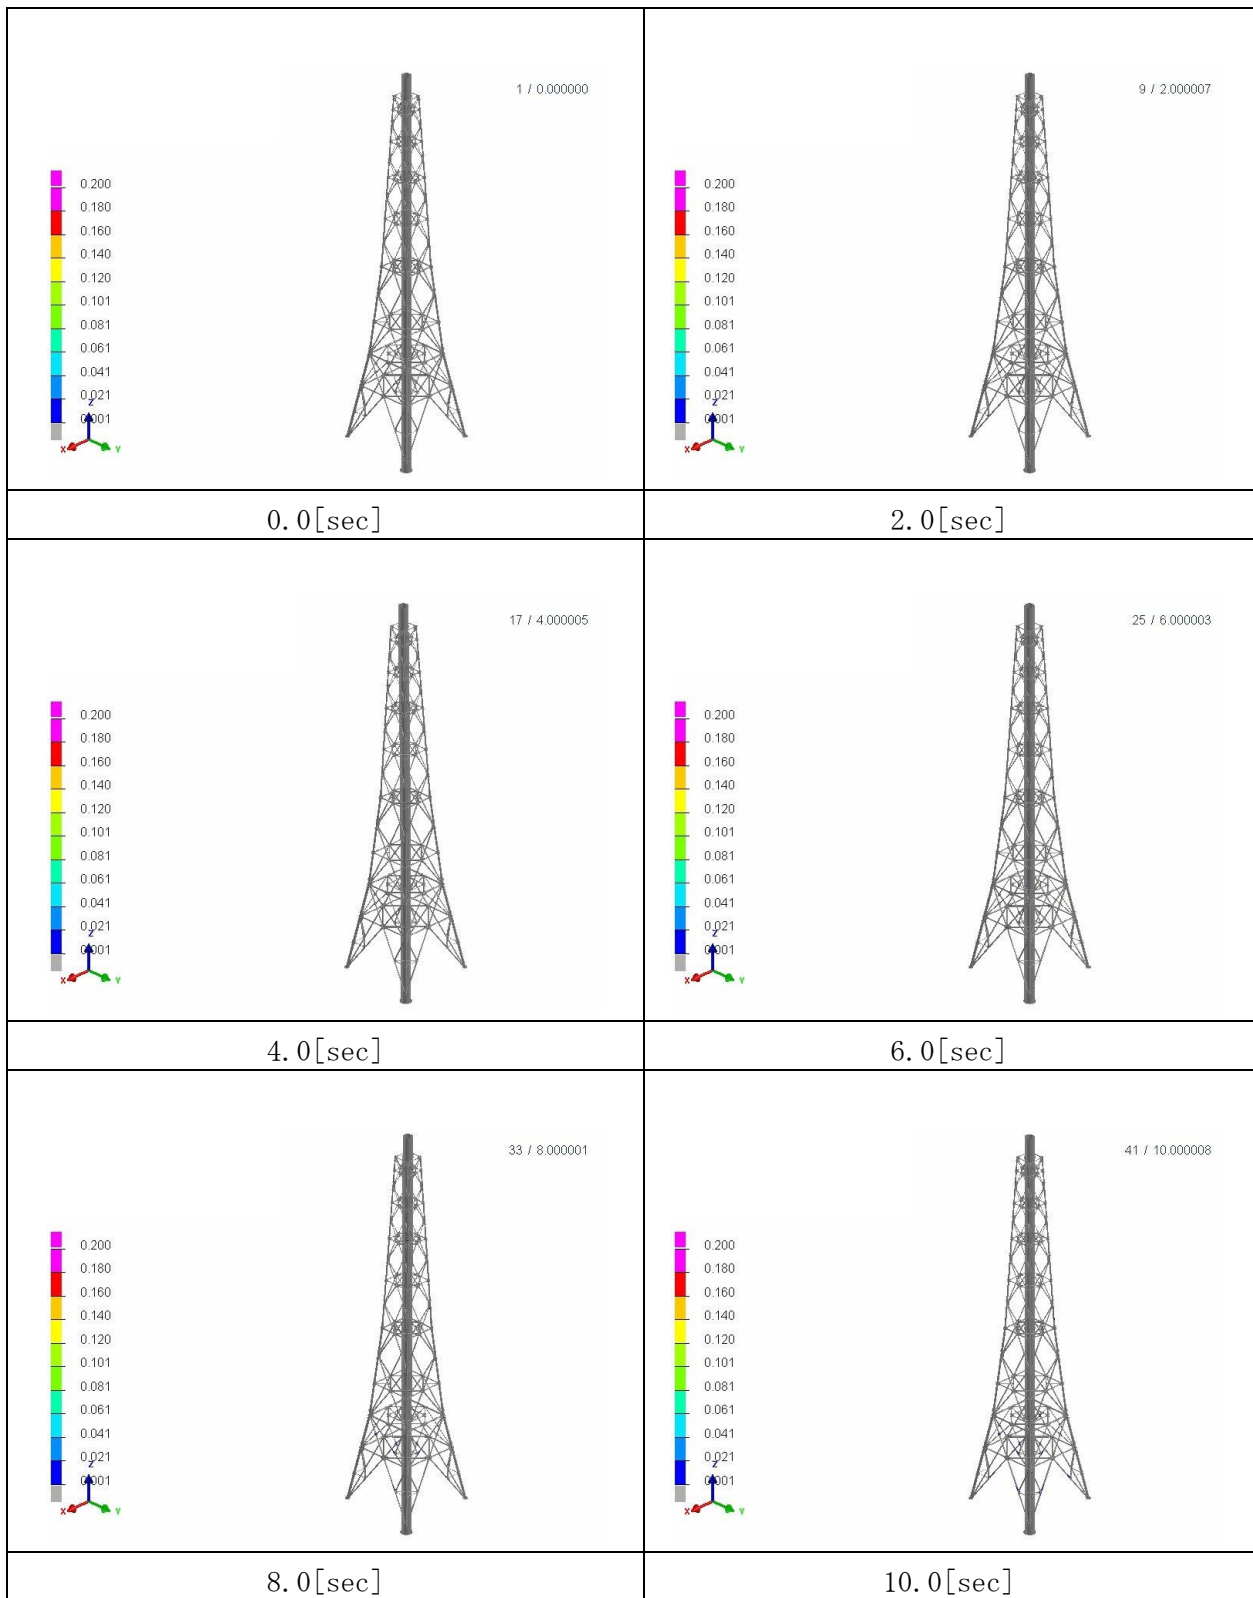 1 / 0.000000
0.200
0.180
0.160
0.140
0.120
0.101
0.081
0.061
0.041
0.021
0.001
Z
X
Y
0.0[sec]
9 / 2.000007
0.200
0.180
0.160
0.140
0.120
0.101
0.081
0.061
0.041
0.021
0.001
Z
X
Y
2.0[sec]
17 / 4.000005
0.200
0.180
0.160
0.140
0.120
0.101
0.081
0.061
0.041
0.021
0.001
Z
X
Y
4.0[sec]
25 / 6.000003
0.200
0.180
0.160
0.140
0.120
0.101
0.081
0.061
0.041
0.021
0.001
Z
X
Y
6.0[sec]
33 / 8.000001
0.200
0.180
0.160
0.140
0.120
0.101
0.081
0.061
0.041
0.021
0.001
Z
X
Y
8.0[sec]
41 / 10.000008
0.200
0.180
0.160
0.140
0.120
0.101
0.081
0.061
0.041
0.021
0.001
Z
X
Y
10.0[sec]